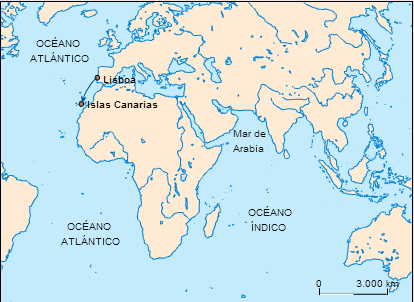 OCÉANO
ATLÁNTICO
Lisboa
Islas Canarias
Mar de
Arabia
OCÉANO
ÍNDICO
OCÉANO
ATLÁNTICO
0 3.000 km